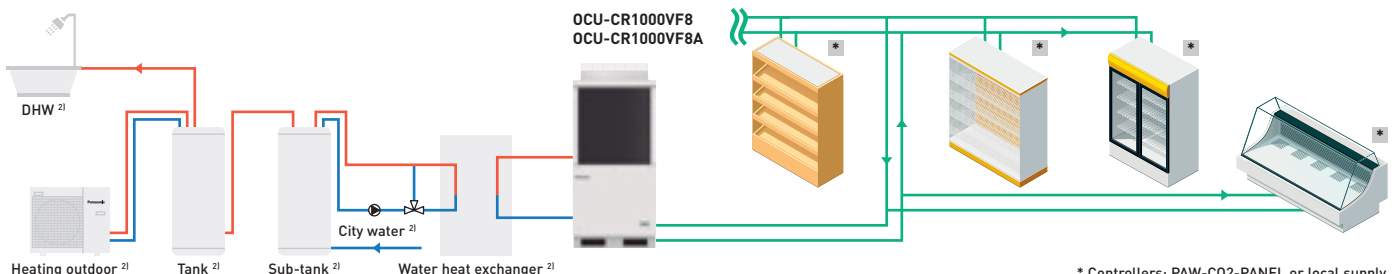 OCU-CR1000VF8
OCU-CR1000VF8A
*
*
*
*
DHW 2)
Panasonic
City water 2)
Heating outdoor 2)
Tank 2)
Sub-tank 2)
Water heat exchanger 2)
* Controllers: PAW-CO2-PANEL or local supply